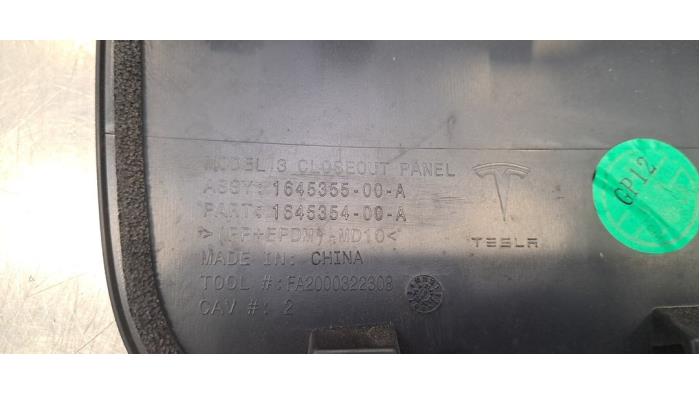 MODEL 3 CLOSEOUT PANEL
ASSY: 1645355-00-A
PART: 1645354-00-A
>(PP+EPDM)-MD10<
MADE IN: CHINA
TOOL #: FA2000322308
CAV #: 2
TESLA
GP12